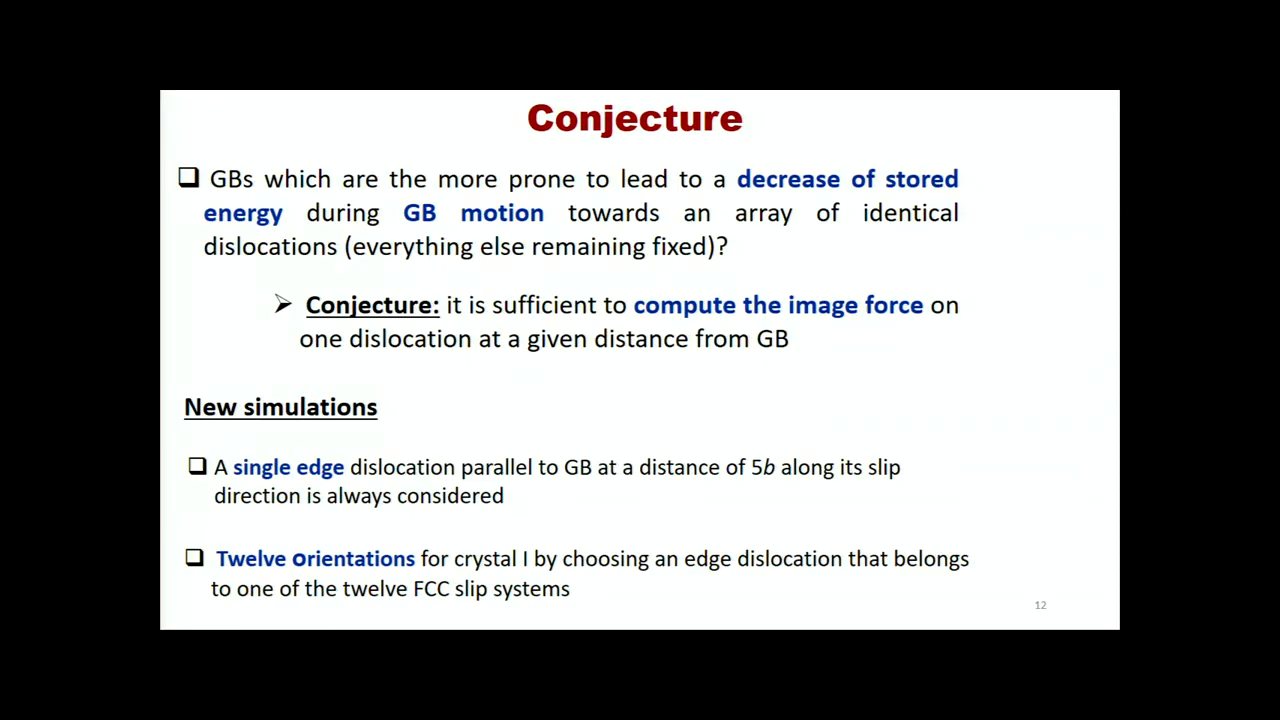 Conjecture
❑ GBs which are the more prone to lead to a decrease of stored
energy during GB motion towards an array of identical
dislocations (everything else remaining fixed)?
➢ Conjecture: it is sufficient to compute the image force on
one dislocation at a given distance from GB
New simulations
❑ A single edge dislocation parallel to GB at a distance of 5b along its slip
direction is always considered
❑ Twelve orientations for crystal I by choosing an edge dislocation that belongs
to one of the twelve FCC slip systems
12